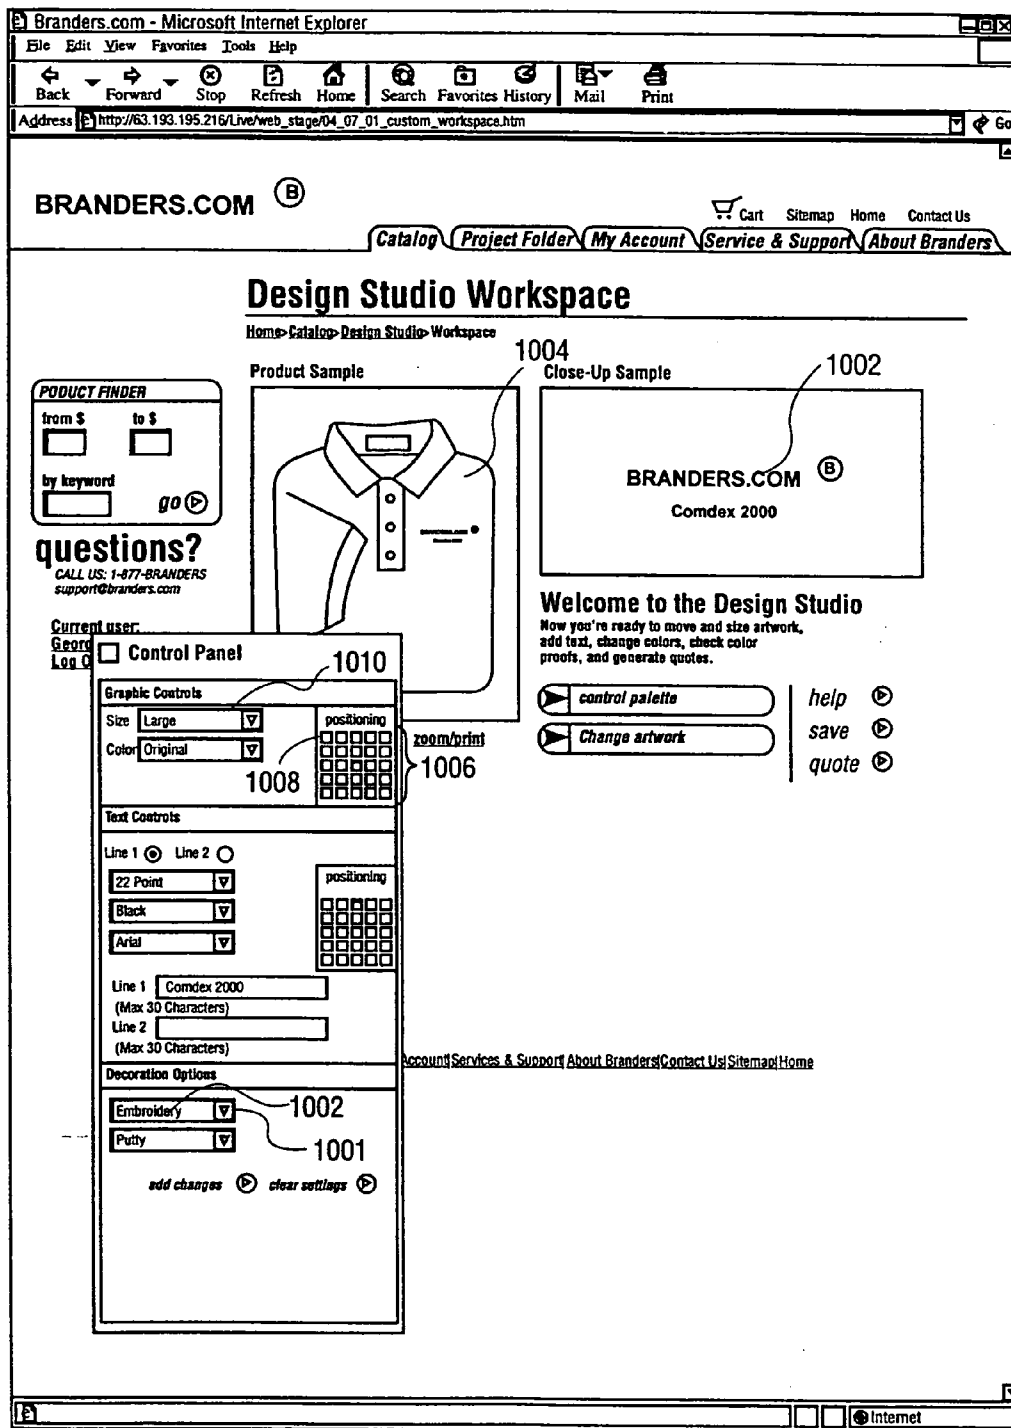 Branders.com - Microsoft Internet Explorer
File Edit View Favorites Tools Help
Back Forward Stop Refresh Home Search Favorites History Mail Print
Address http://63.193.195.216/Live/web_stage/04_07_01_custom_workspace.htm Go
BRANDERS.COM B
Cart Sitemap Home Contact Us
Catalog Project Folder My Account Service & Support About Branders
Design Studio Workspace
Home>Catalog>Design Studio>Workspace
1004
1002
Product Sample
Close-Up Sample
PODUCT FINDER
from $ to $
by keyword
go
BRANDERS.COM B
Comdex 2000
questions?
CALL US: 1-877-BRANDERS
support@branders.com
Current user:
Georg
Log O
Welcome to the Design Studio
Now you're ready to move and size artwork,
add text, change colors, check color
proofs, and generate quotes.
control palette
Change artwork
help
save
quote
Control Panel
1010
Graphic Controls
Size Large
Color Original
positioning
zoom/print
1008
1006
Text Controls
Line 1 Line 2
22 Point
Black
Arial
positioning
Line 1 Comdex 2000
(Max 30 Characters)
Line 2
(Max 30 Characters)
Account|Services & Support|About Branders|Contact Us|Sitemap|Home
Decoration Options
Embroidery
1002
Putty
1001
add changes clear settings
Internet